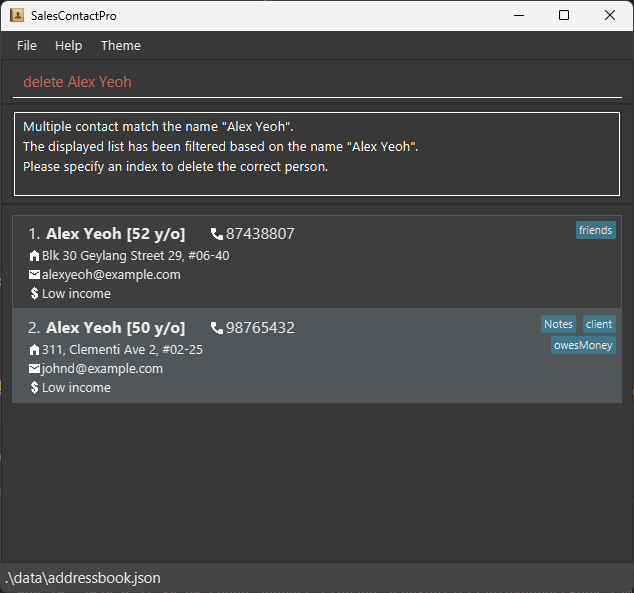 SalesContactPro
File Help Theme
delete Alex Yeoh
Multiple contact match the name "Alex Yeoh".
The displayed list has been filtered based on the name "Alex Yeoh".
Please specify an index to delete the correct person.
1. Alex Yeoh [52 y/o] 87438807 friends
Blk 30 Geylang Street 29, #06-40
alexyeoh@example.com
Low income
2. Alex Yeoh [50 y/o] 98765432 Notes client
311, Clementi Ave 2, #02-25 owesMoney
johnd@example.com
Low income
.\data\addressbook.json